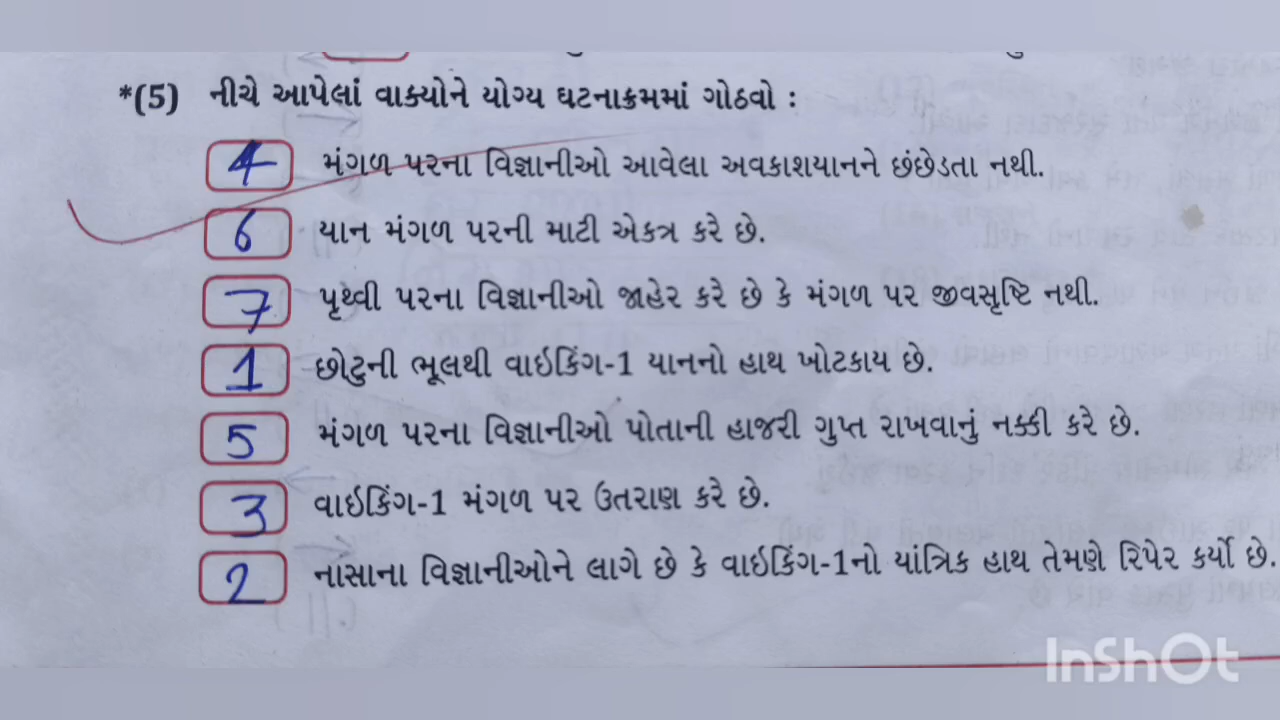 *(5) નીચે આપેલાં વાક્યોને યોગ્ય ઘટનાક્રમમાં ગોઠવો :
4 મંગળ પરના વિજ્ઞાનીઓ આવેલા અવકાશયાનને છંછેડતા નથી.
6 યાન મંગળ પરની માટી એકત્ર કરે છે.
7 પૃથ્વી પરના વિજ્ઞાનીઓ જાહેર કરે છે કે મંગળ પર જીવસૃષ્ટિ નથી.
1 છોટુની ભૂલથી વાઇકિંગ-1 યાનનો હાથ ખોટકાય છે.
5 મંગળ પરના વિજ્ઞાનીઓ પોતાની હાજરી ગુપ્ત રાખવાનું નક્કી કરે છે.
3 વાઇકિંગ-1 મંગળ પર ઉતરાણ કરે છે.
2 નાસાના વિજ્ઞાનીઓને લાગે છે કે વાઇકિંગ-1નો યાંત્રિક હાથ તેમણે રિપેર કર્યો છે.
InShOt